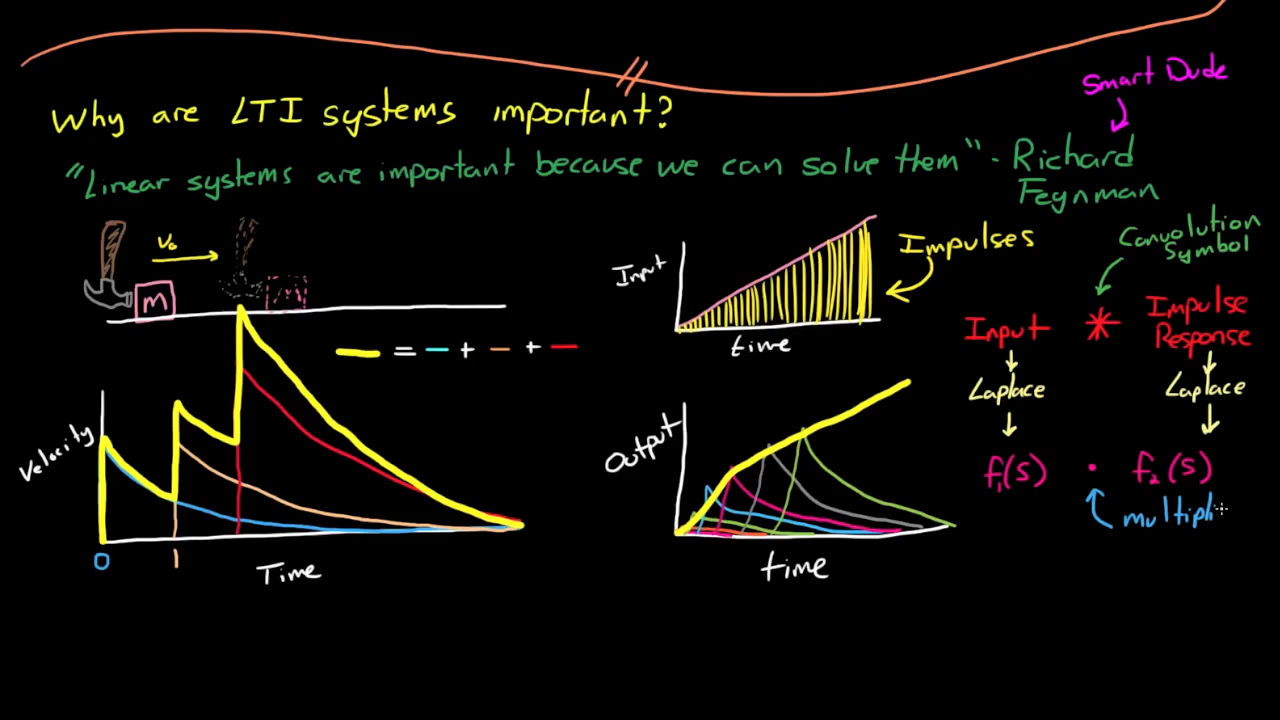 Smart Dude
Why are LTI systems important?
"Linear systems are important because we can solve them" - Richard
Feynman
V₀
m
m
Velocity
0
1
Time
= + +
Input
time
Impulses
Output
time
Convolution
Symbol
Input * Impulse
Response
Laplace Laplace
f₁(s) · f₂(s)
multipli